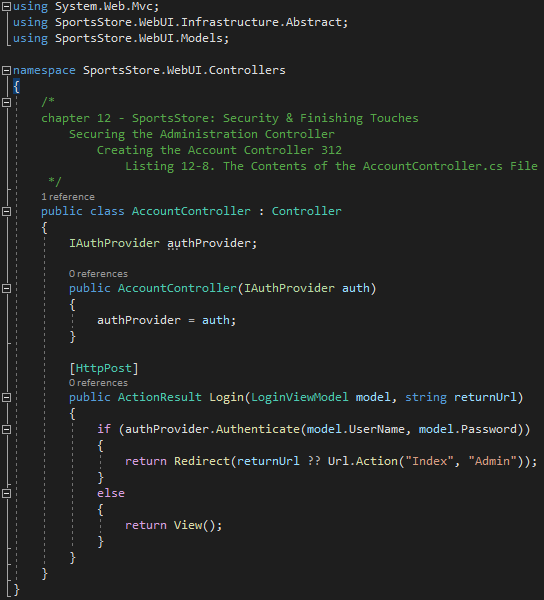 using System.Web.Mvc;
using SportsStore.WebUI.Infrastructure.Abstract;
using SportsStore.WebUI.Models;
namespace SportsStore.WebUI.Controllers
{
/*
chapter 12 - SportsStore: Security & Finishing Touches
Securing the Administration Controller
Creating the Account Controller 312
Listing 12-8. The Contents of the AccountController.cs File
*/
1 reference
public class AccountController : Controller
{
IAuthProvider authProvider;
0 references
public AccountController(IAuthProvider auth)
{
authProvider = auth;
}
[HttpPost]
0 references
public ActionResult Login(LoginViewModel model, string returnUrl)
{
if (authProvider.Authenticate(model.UserName, model.Password))
{
return Redirect(returnUrl ?? Url.Action("Index", "Admin"));
}
else
{
return View();
}
}
}
}